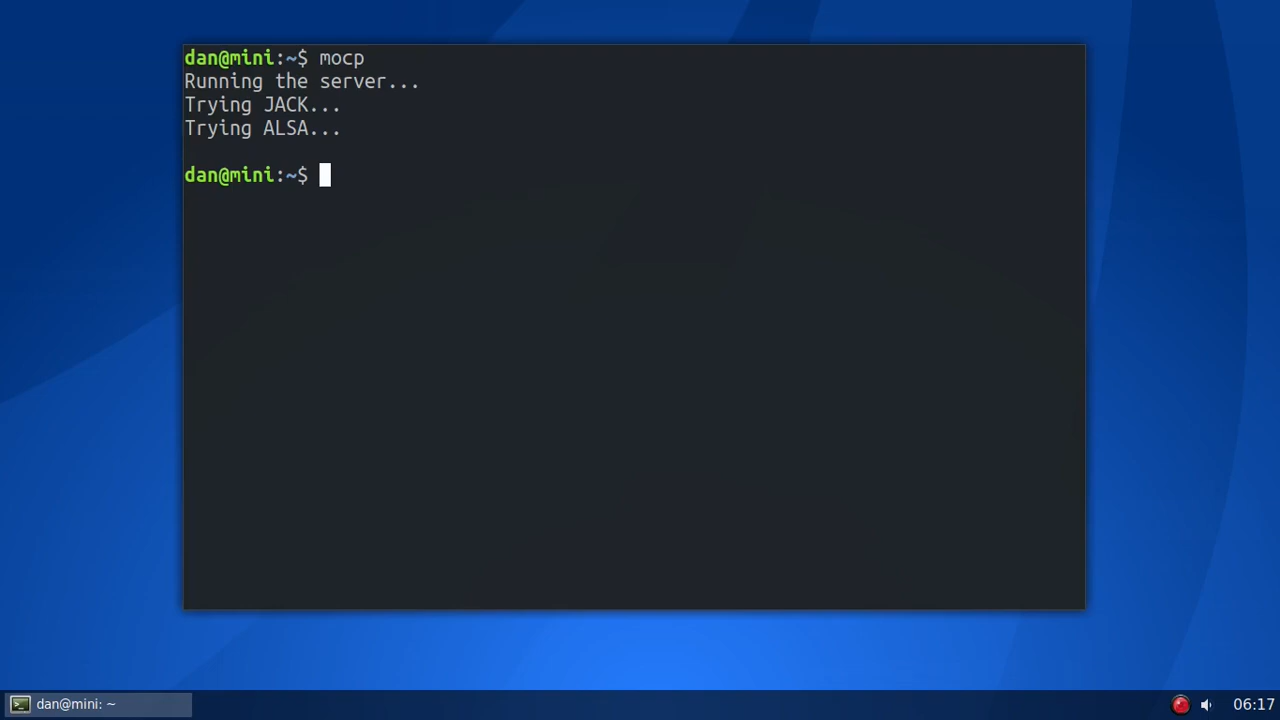 dan@mini:~$ mocp
Running the server...
Trying JACK...
Trying ALSA...
dan@mini:~$
dan@mini: ~
06:17